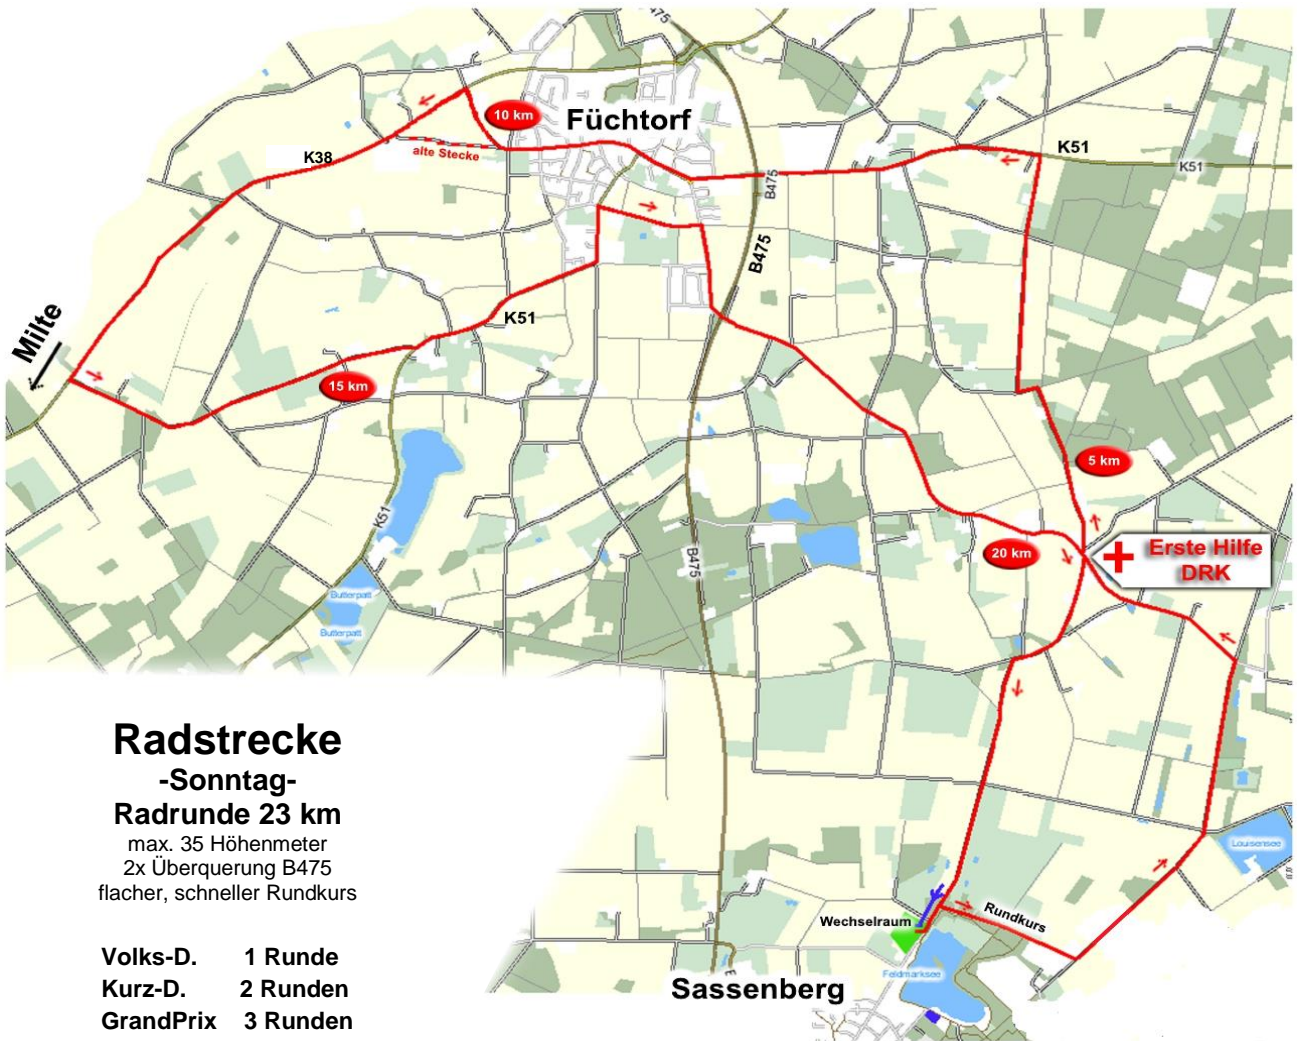 B475
10 km
Füchtorf
K38
alte Stecke
K51
K51
B475
B475
Milte
K51
15 km
5 km
K51
B475
20 km
Erste Hilfe
DRK
Butterpatt
Butterpatt
Radstrecke
-Sonntag-
Radrunde 23 km
max. 35 Höhenmeter
2x Überquerung B475
flacher, schneller Rundkurs
Louisensee
Rundkurs
Wechselraum
Volks-D. 1 Runde
Kurz-D. 2 Runden
GrandPrix 3 Runden
Feldmarksee
Sassenberg